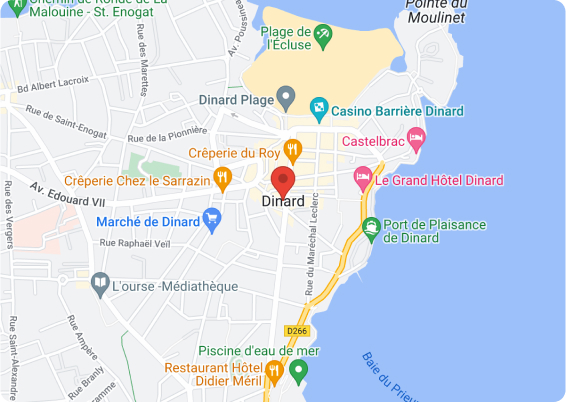 Chemin de Ronde de La
Malouine - St. Enogat
Pointe du
Moulinet
Plage de
l'Écluse
Rue des Marettes
Av. Poussi
Bd Albert Lacroix
Dinard Plage
Casino Barrière Dinard
Rue de Saint-Enogat
Rue de la Pionnière
Castelbrac
Crêperie du Roy
Crêperie Chez le Sarrazin
Le Grand Hôtel Dinard
Av. Edouard VII
Dinard
Rue des Vergers
Marché de Dinard
Port de Plaisance
de Dinard
Rue Raphaël Veil
Rue du Maréchal Leclerc
L'ourse -Médiathèque
Rue Saint-Alexandre
Rue Ampère
D266
Piscine d'eau de mer
Baie du Prieu
Restaurant Hôtel
Didier Méril
Rue Branly